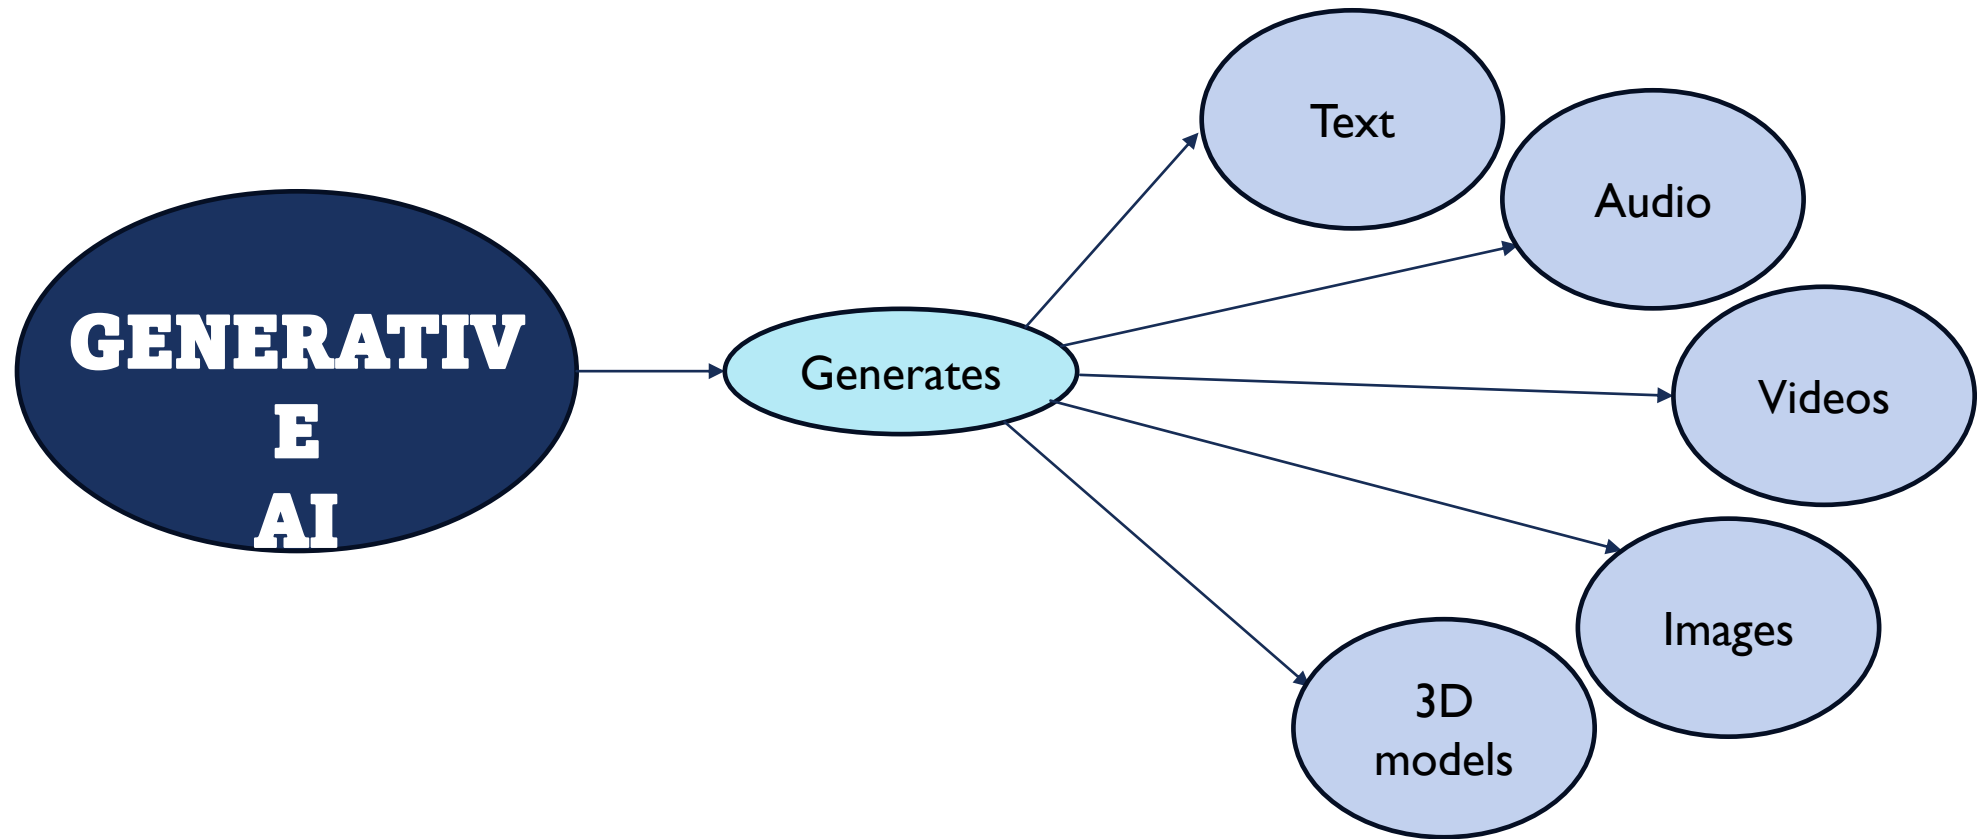 GENERATIV
E
AI
Generates
Text
Audio
Videos
Images
3D
models